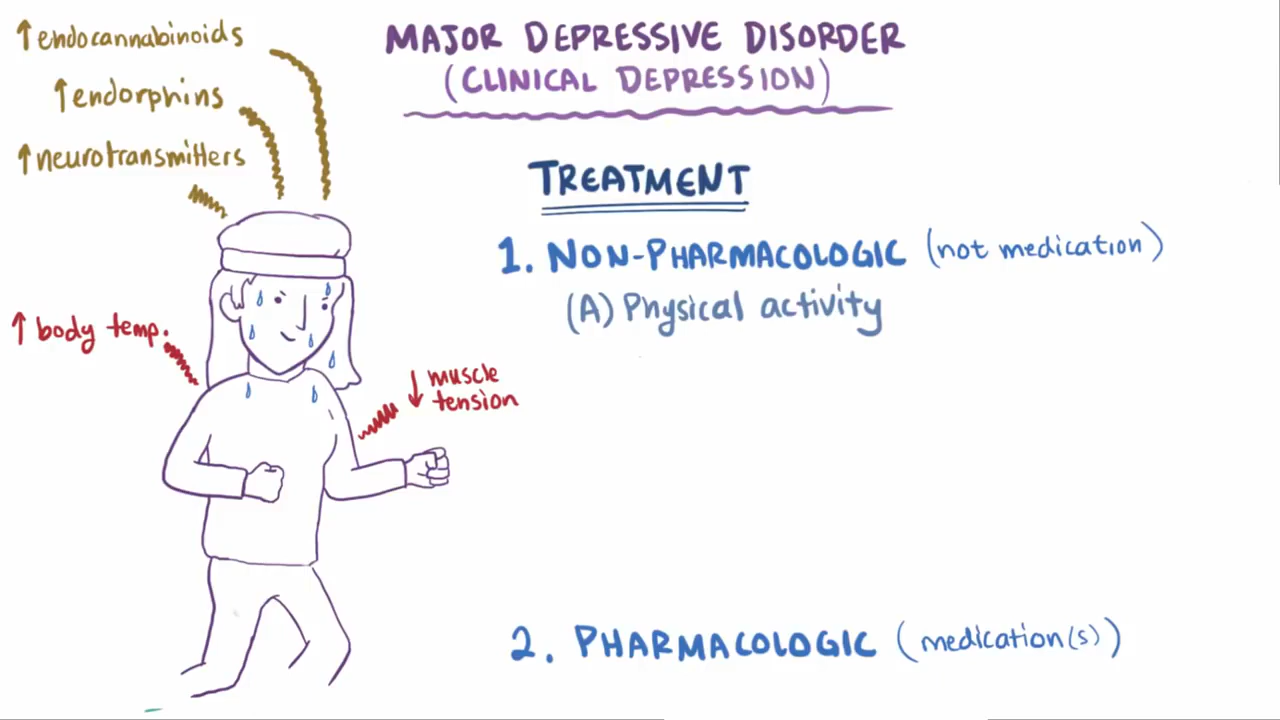 MAJOR DEPRESSIVE DISORDER
(CLINICAL DEPRESSION)
↑endocannabinoids
↑endorphins
↑neurotransmitters
↑ body temp.
↓ muscle
tension
TREATMENT
1. NON-PHARMACOLOGIC (not medication)
(A) Physical activity
2. PHARMACOLOGIC (medication(s))